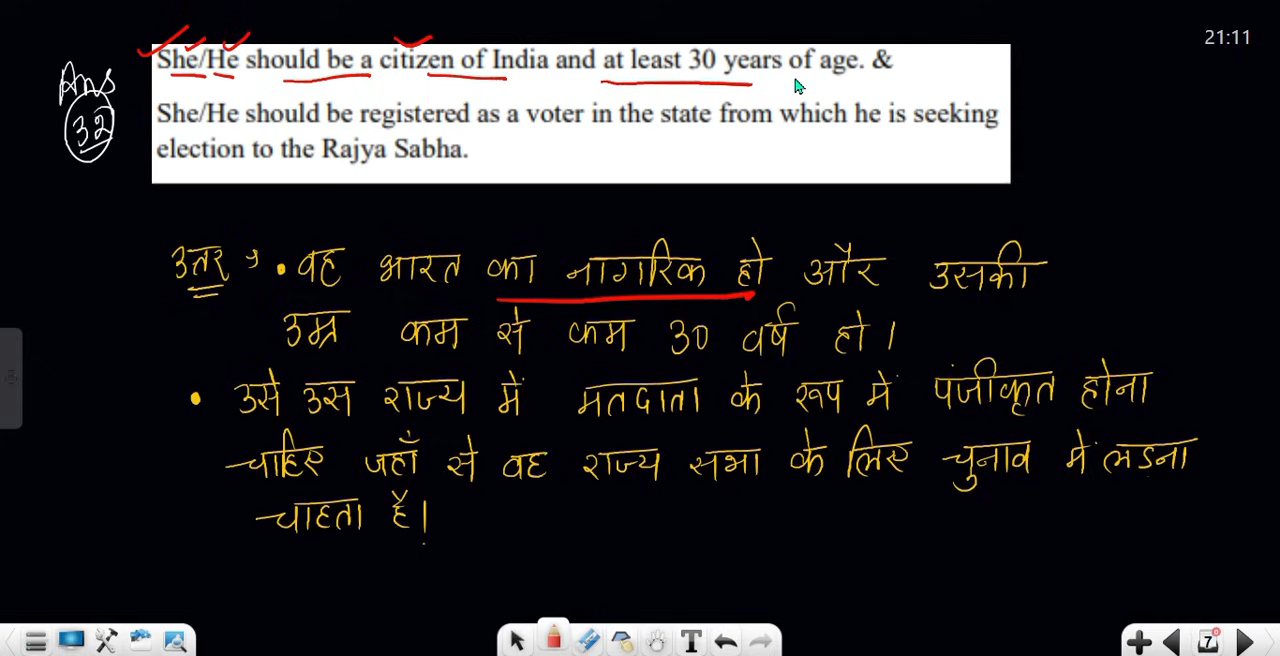 21:11
She/He should be a citizen of India and at least 30 years of age. &
Ans
32
She/He should be registered as a voter in the state from which he is seeking
election to the Rajya Sabha.
उत्तर → • वह भारत का नागरिक हो और उसकी
उम्र कम से कम 30 वर्ष हो।
• उसे उस राज्य में मतदाता के रूप में पंजीकृत होना
चाहिए जहाँ से वह राज्य सभा के लिए चुनाव में लडना
चाहता है।
T
7